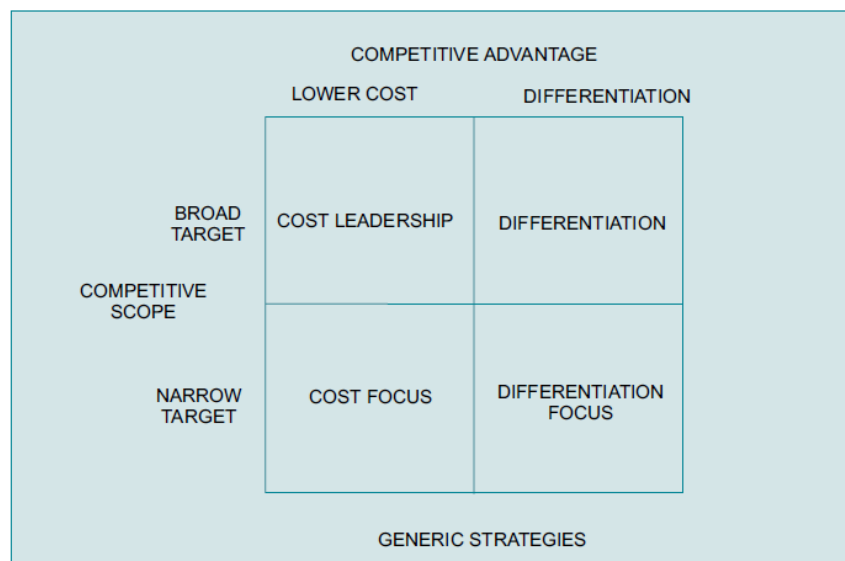 COMPETITIVE ADVANTAGE
LOWER COST
DIFFERENTIATION
BROAD
TARGET
COST LEADERSHIP
DIFFERENTIATION
COMPETITIVE
SCOPE
NARROW
TARGET
COST FOCUS
DIFFERENTIATION
FOCUS
GENERIC STRATEGIES